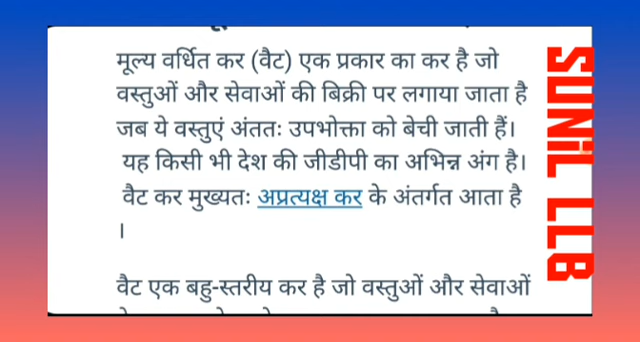 मूल्य वर्धित कर (वैट) एक प्रकार का कर है जो
वस्तुओं और सेवाओं की बिक्री पर लगाया जाता है
जब ये वस्तुएं अंततः उपभोक्ता को बेची जाती हैं।
यह किसी भी देश की जीडीपी का अभिन्न अंग है।
वैट कर मुख्यतः अप्रत्यक्ष कर के अंतर्गत आता है
।
वैट एक बहु-स्तरीय कर है जो वस्तुओं और सेवाओं
SUNiL LLB